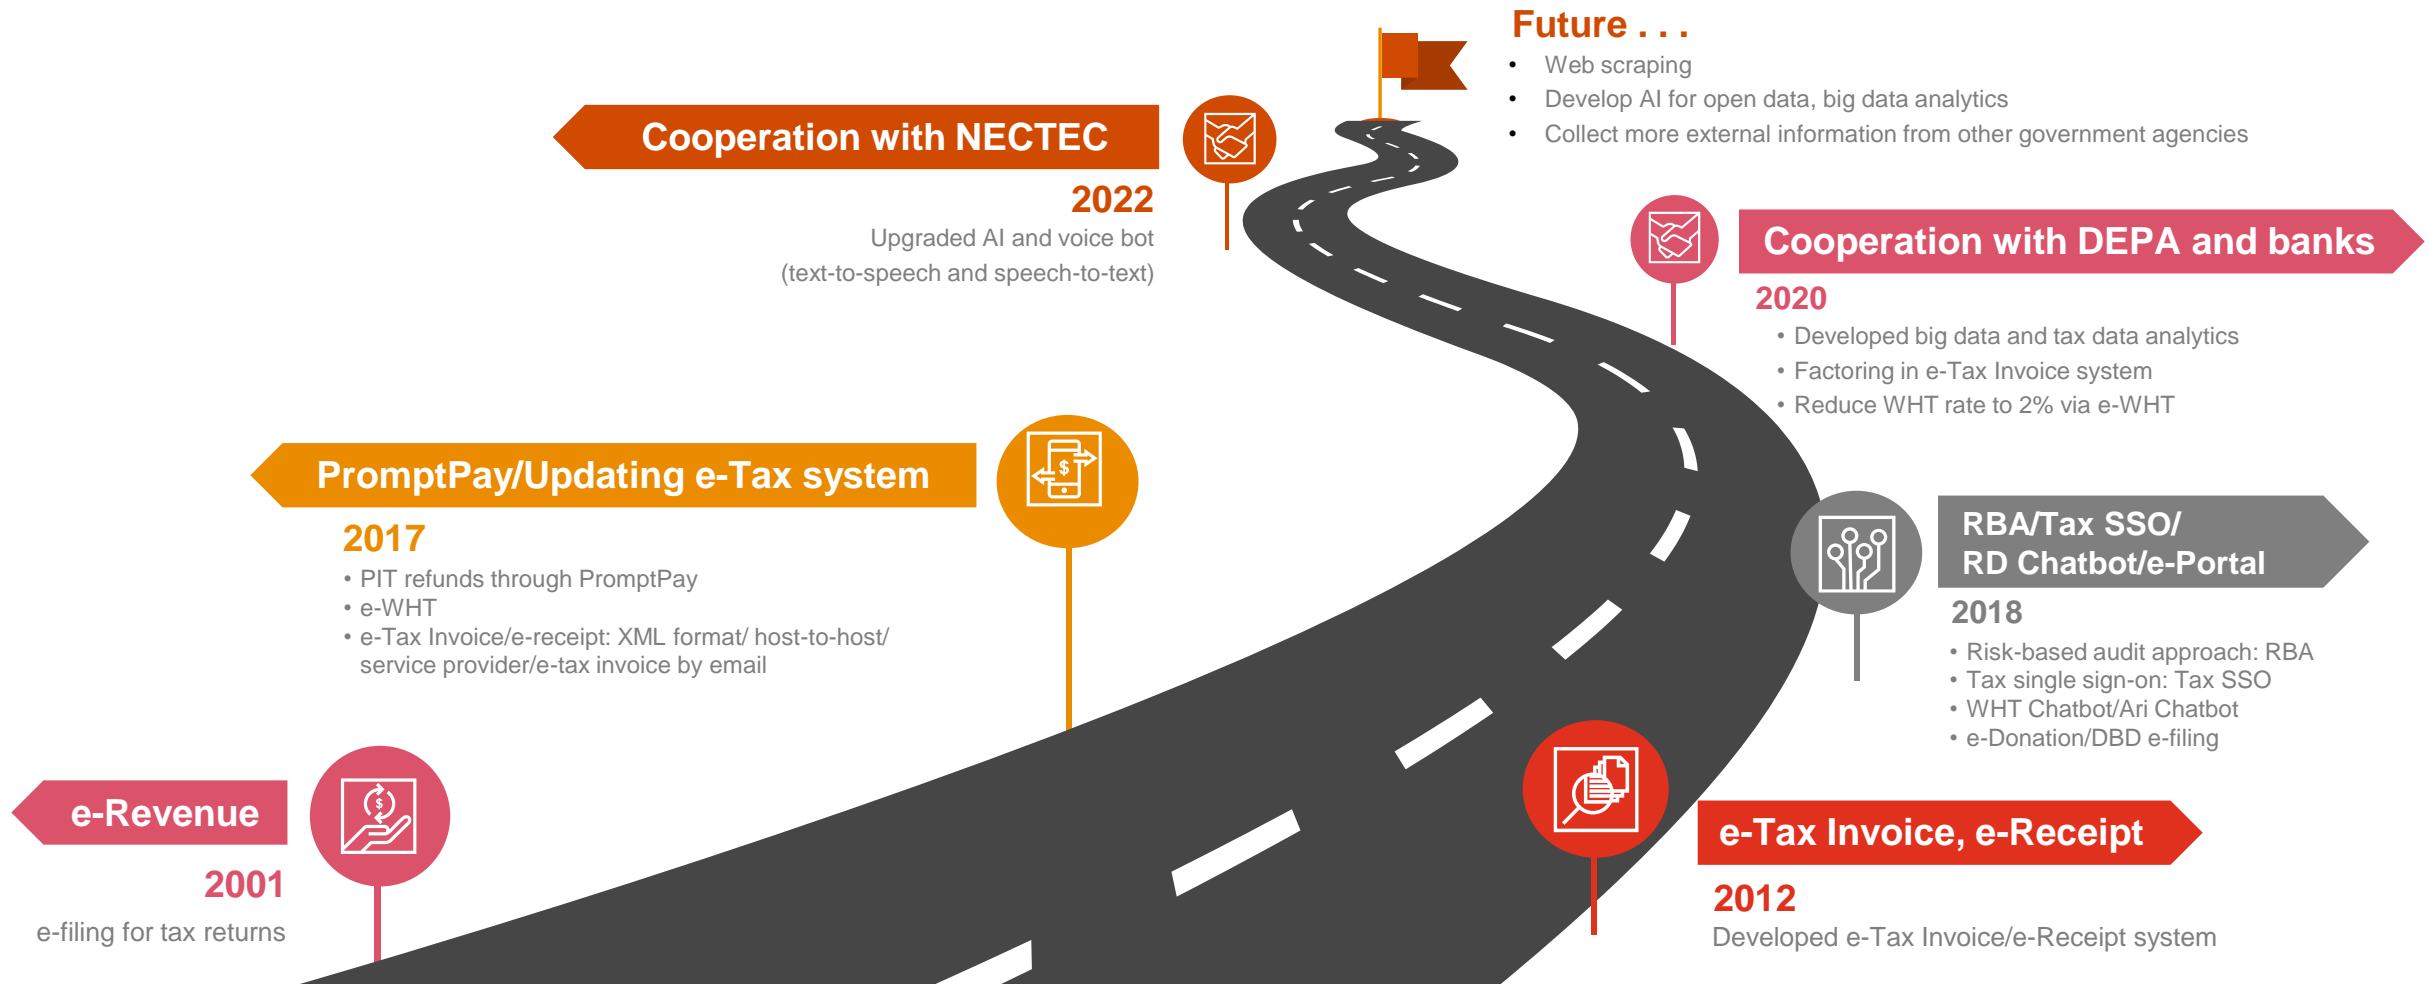 Future . . .
• Web scraping
• Develop AI for open data, big data analytics
• Collect more external information from other government agencies
Cooperation with NECTEC
2022
Upgraded AI and voice bot
(text-to-speech and speech-to-text)
Cooperation with DEPA and banks
2020
• Developed big data and tax data analytics
• Factoring in e-Tax Invoice system
• Reduce WHT rate to 2% via e-WHT
PromptPay/Updating e-Tax system
2017
• PIT refunds through PromptPay
• e-WHT
• e-Tax Invoice/e-receipt: XML format/ host-to-host/
service provider/e-tax invoice by email
$
RBA/Tax SSO/
RD Chatbot/e-Portal
2018
• Risk-based audit approach: RBA
• Tax single sign-on: Tax SSO
• WHT Chatbot/Ari Chatbot
• e-Donation/DBD e-filing
e-Revenue
2001
e-filing for tax returns
$
e-Tax Invoice, e-Receipt
2012
Developed e-Tax Invoice/e-Receipt system